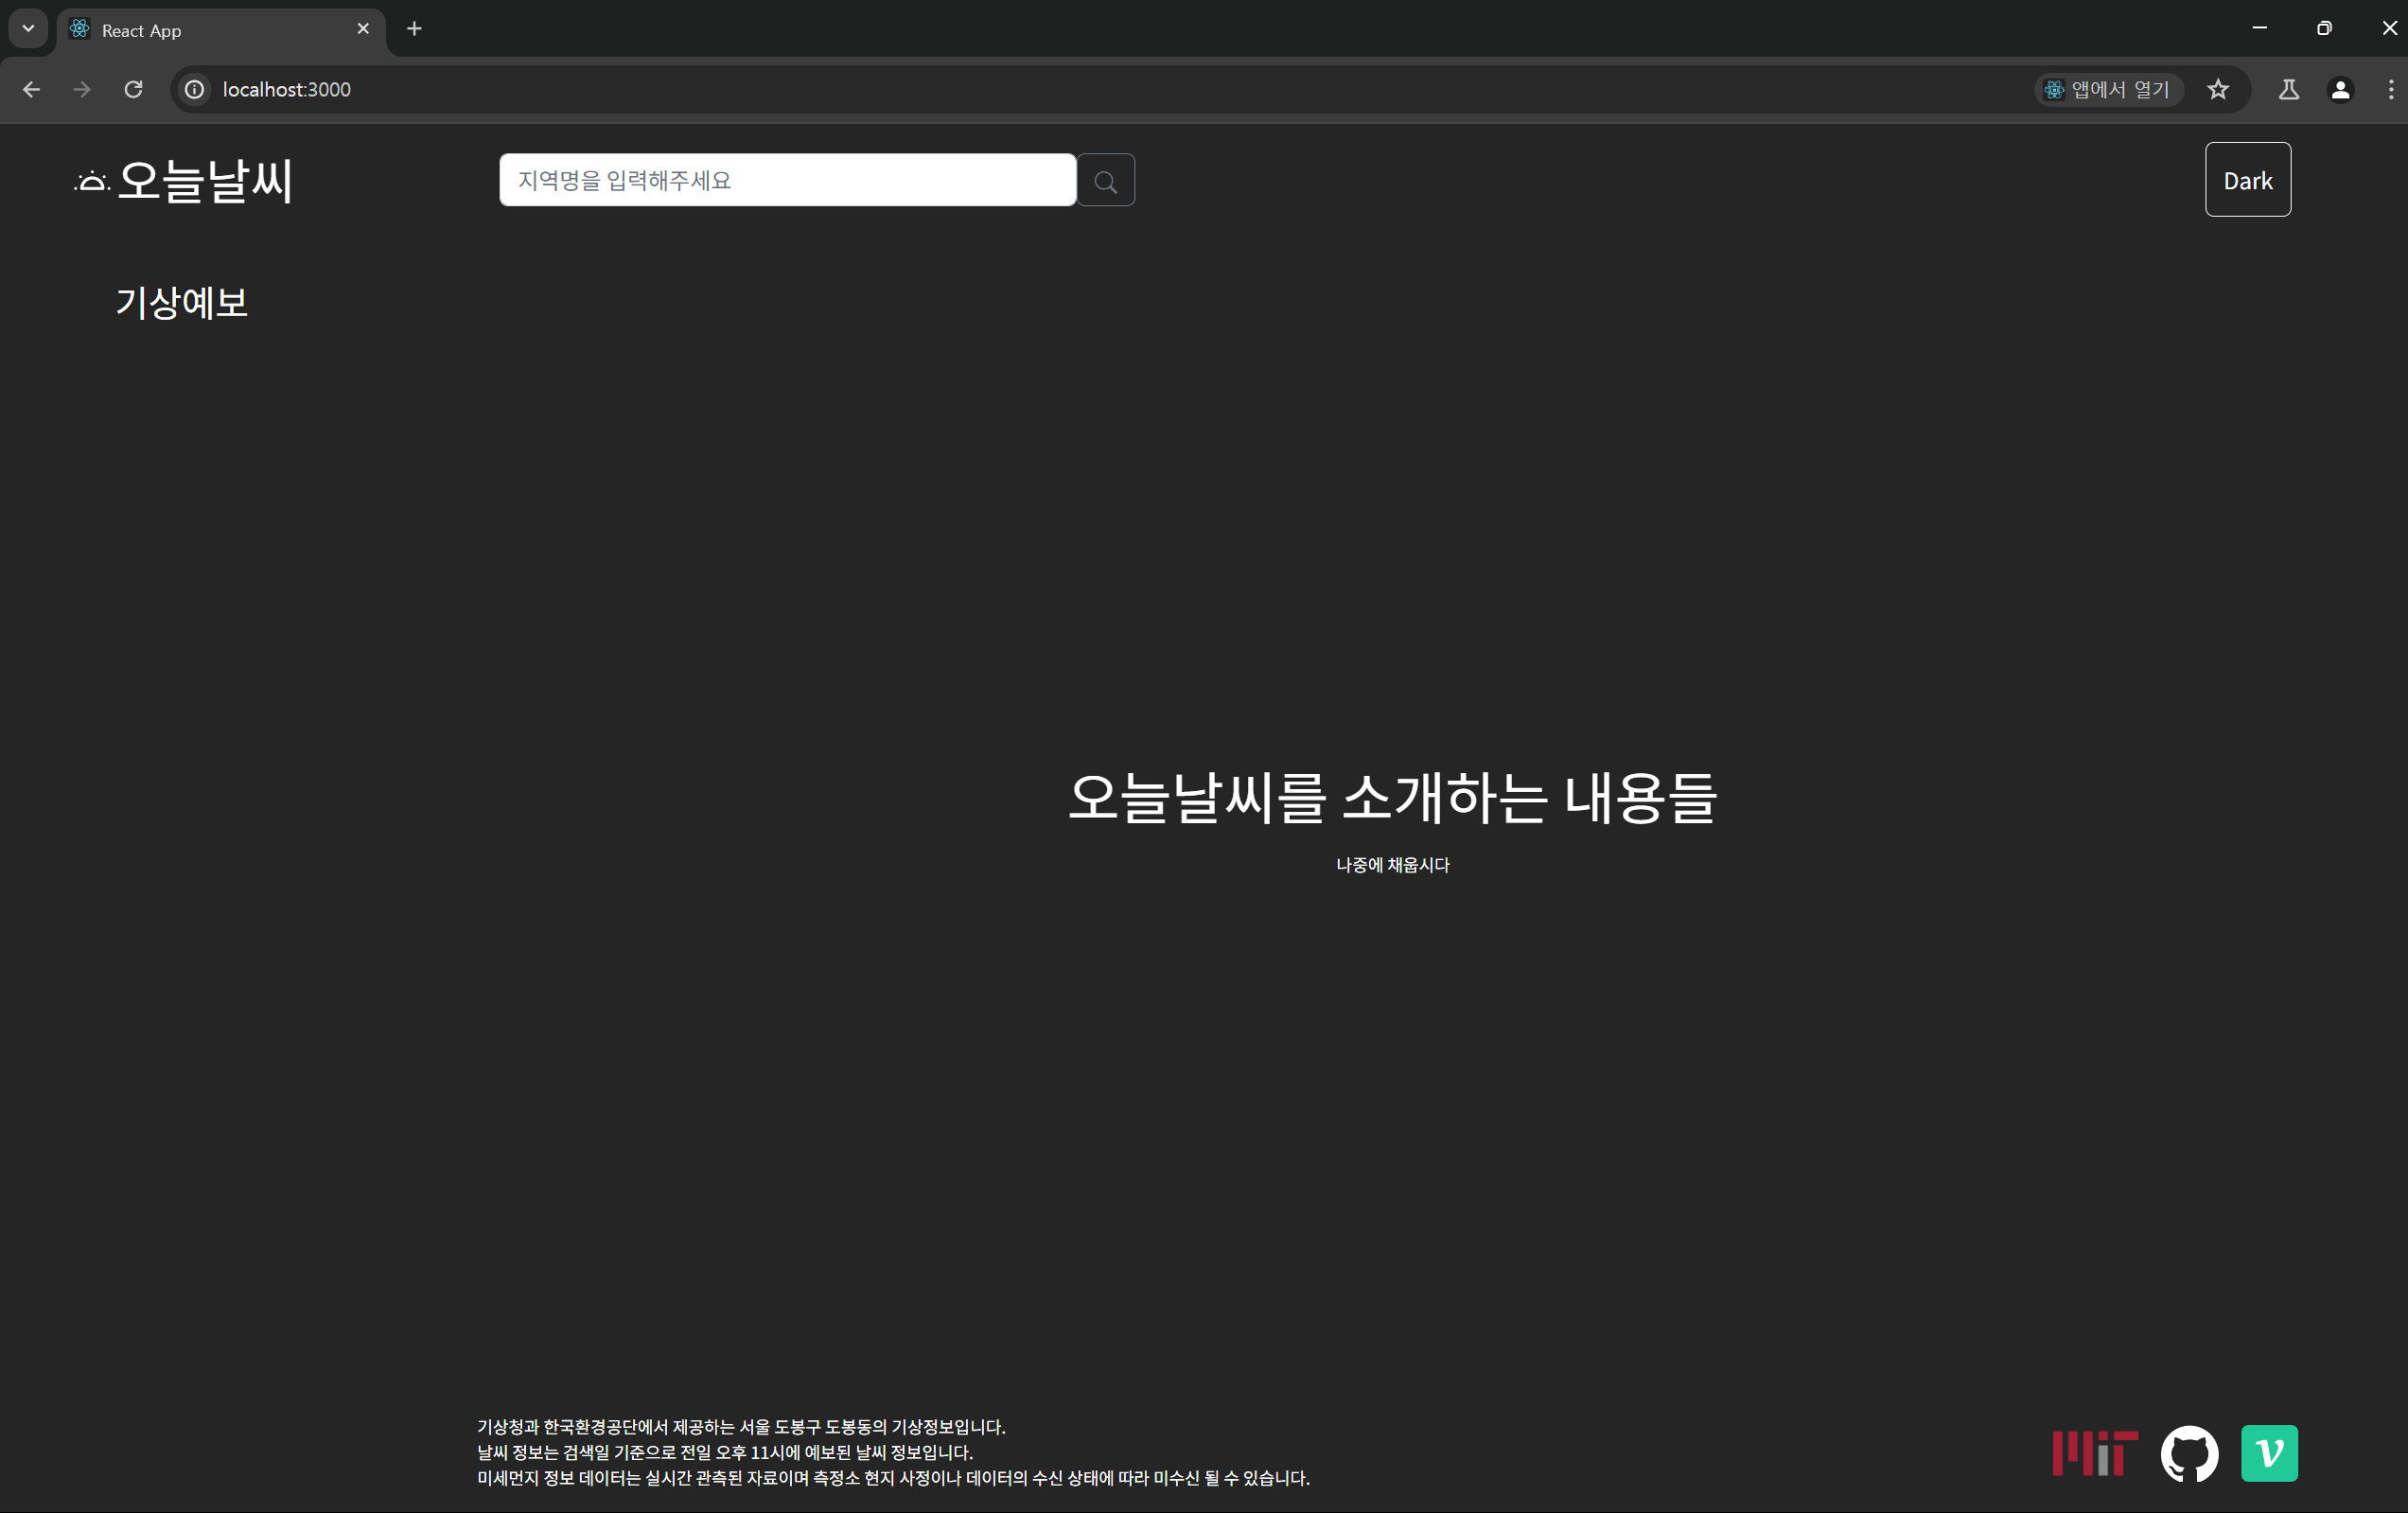 React App
localhost:3000
앱에서 열기
오늘날씨
지역명을 입력해주세요
Dark
기상예보
오늘날씨를 소개하는 내용들
나중에 채웁시다
기상청과 한국환경공단에서 제공하는 서울 도봉구 도봉동의 기상정보입니다.
날씨 정보는 검색일 기준으로 전일 오후 11시에 예보된 날씨 정보입니다.
미세먼지 정보 데이터는 실시간 관측된 자료이며 측정소 현지 사정이나 데이터의 수신 상태에 따라 미수신 될 수 있습니다.
MiT
v